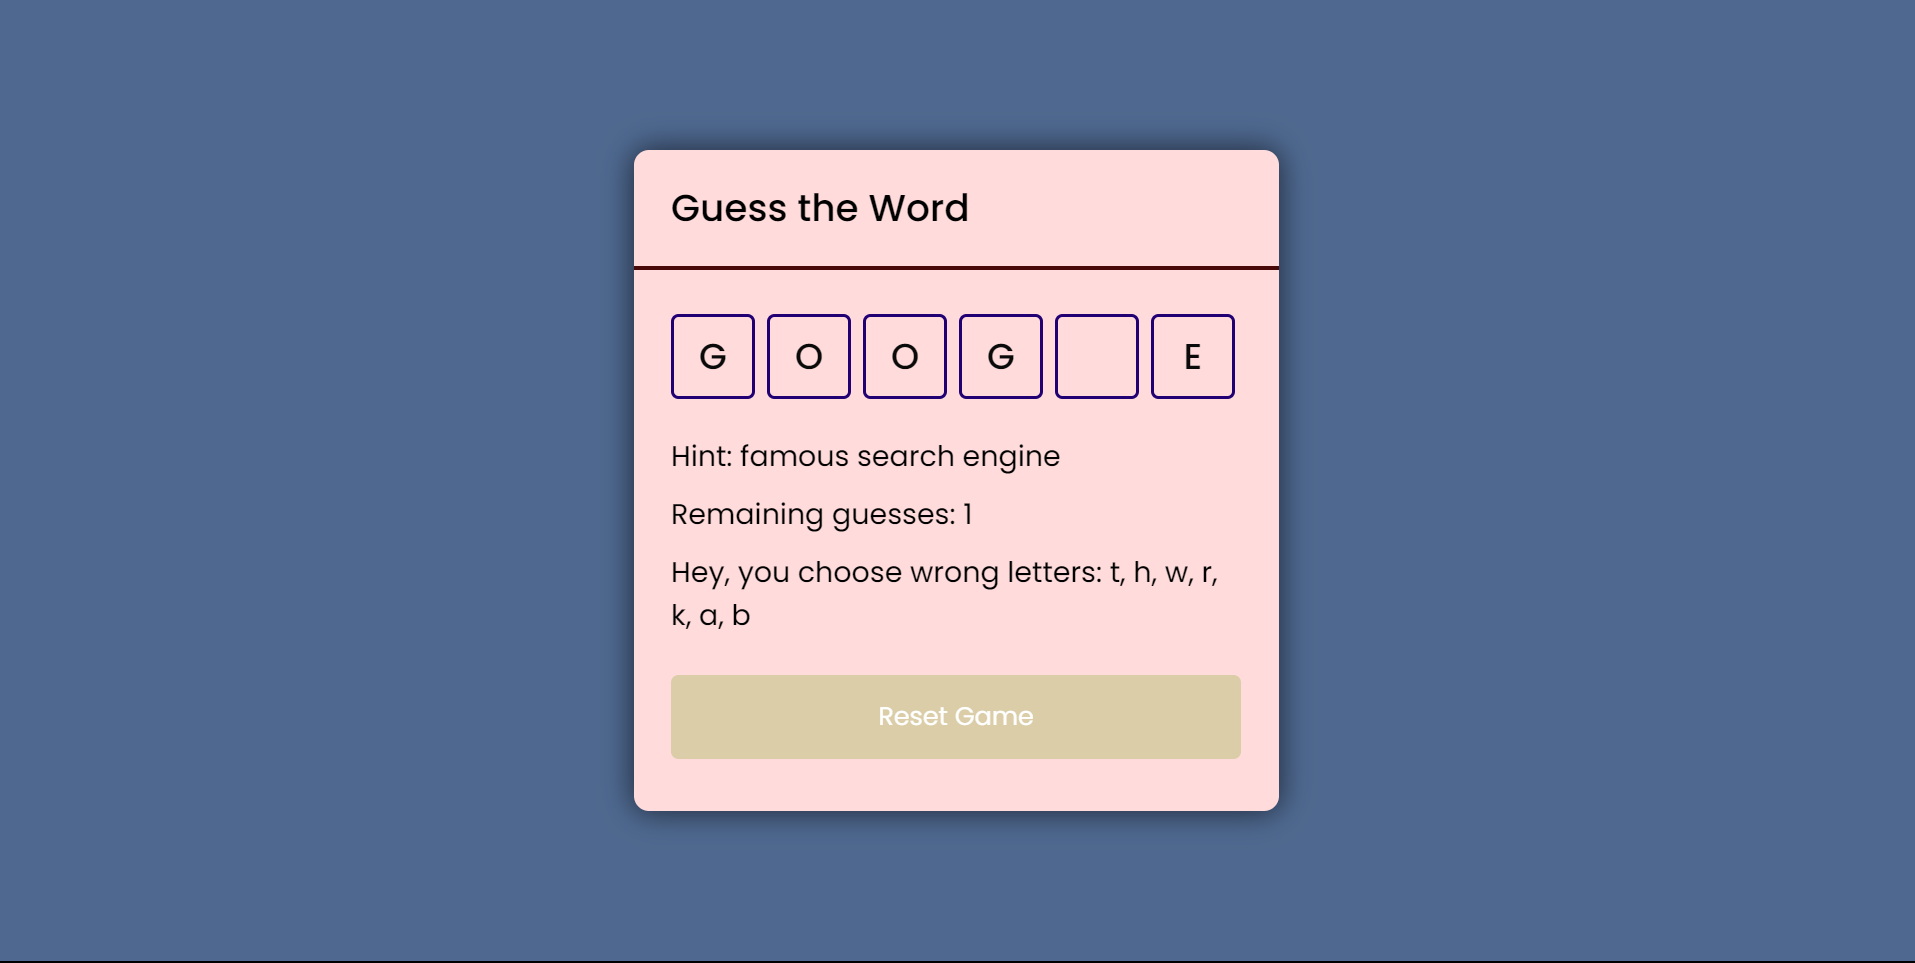 Guess the Word
G O O G E
Hint: famous search engine
Remaining guesses: 1
Hey, you choose wrong letters: t, h, w, r,
k, a, b
Reset Game